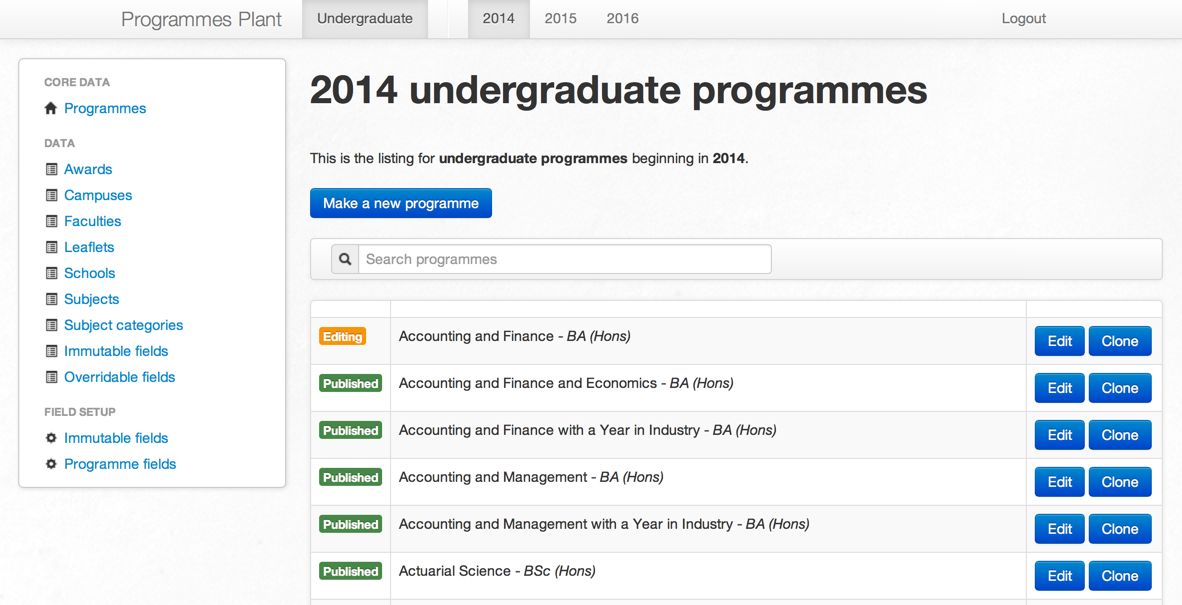 Programmes Plant Undergraduate 2014 2015 2016 Logout
CORE DATA
Programmes
DATA
Awards
Campuses
Faculties
Leaflets
Schools
Subjects
Subject categories
Immutable fields
Overridable fields
FIELD SETUP
Immutable fields
Programme fields
2014 undergraduate programmes
This is the listing for undergraduate programmes beginning in 2014.
Make a new programme
Search programmes
Editing Accounting and Finance - BA (Hons) Edit Clone
Published Accounting and Finance and Economics - BA (Hons) Edit Clone
Published Accounting and Finance with a Year in Industry - BA (Hons) Edit Clone
Published Accounting and Management - BA (Hons) Edit Clone
Published Accounting and Management with a Year in Industry - BA (Hons) Edit Clone
Published Actuarial Science - BSc (Hons) Edit Clone